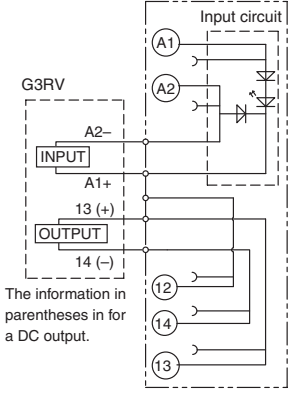 Input circuit
A1
A2
G3RV
A2–
INPUT
A1+
13 (+)
OUTPUT
14 (–)
The information in
parentheses in for
a DC output.
12
14
13